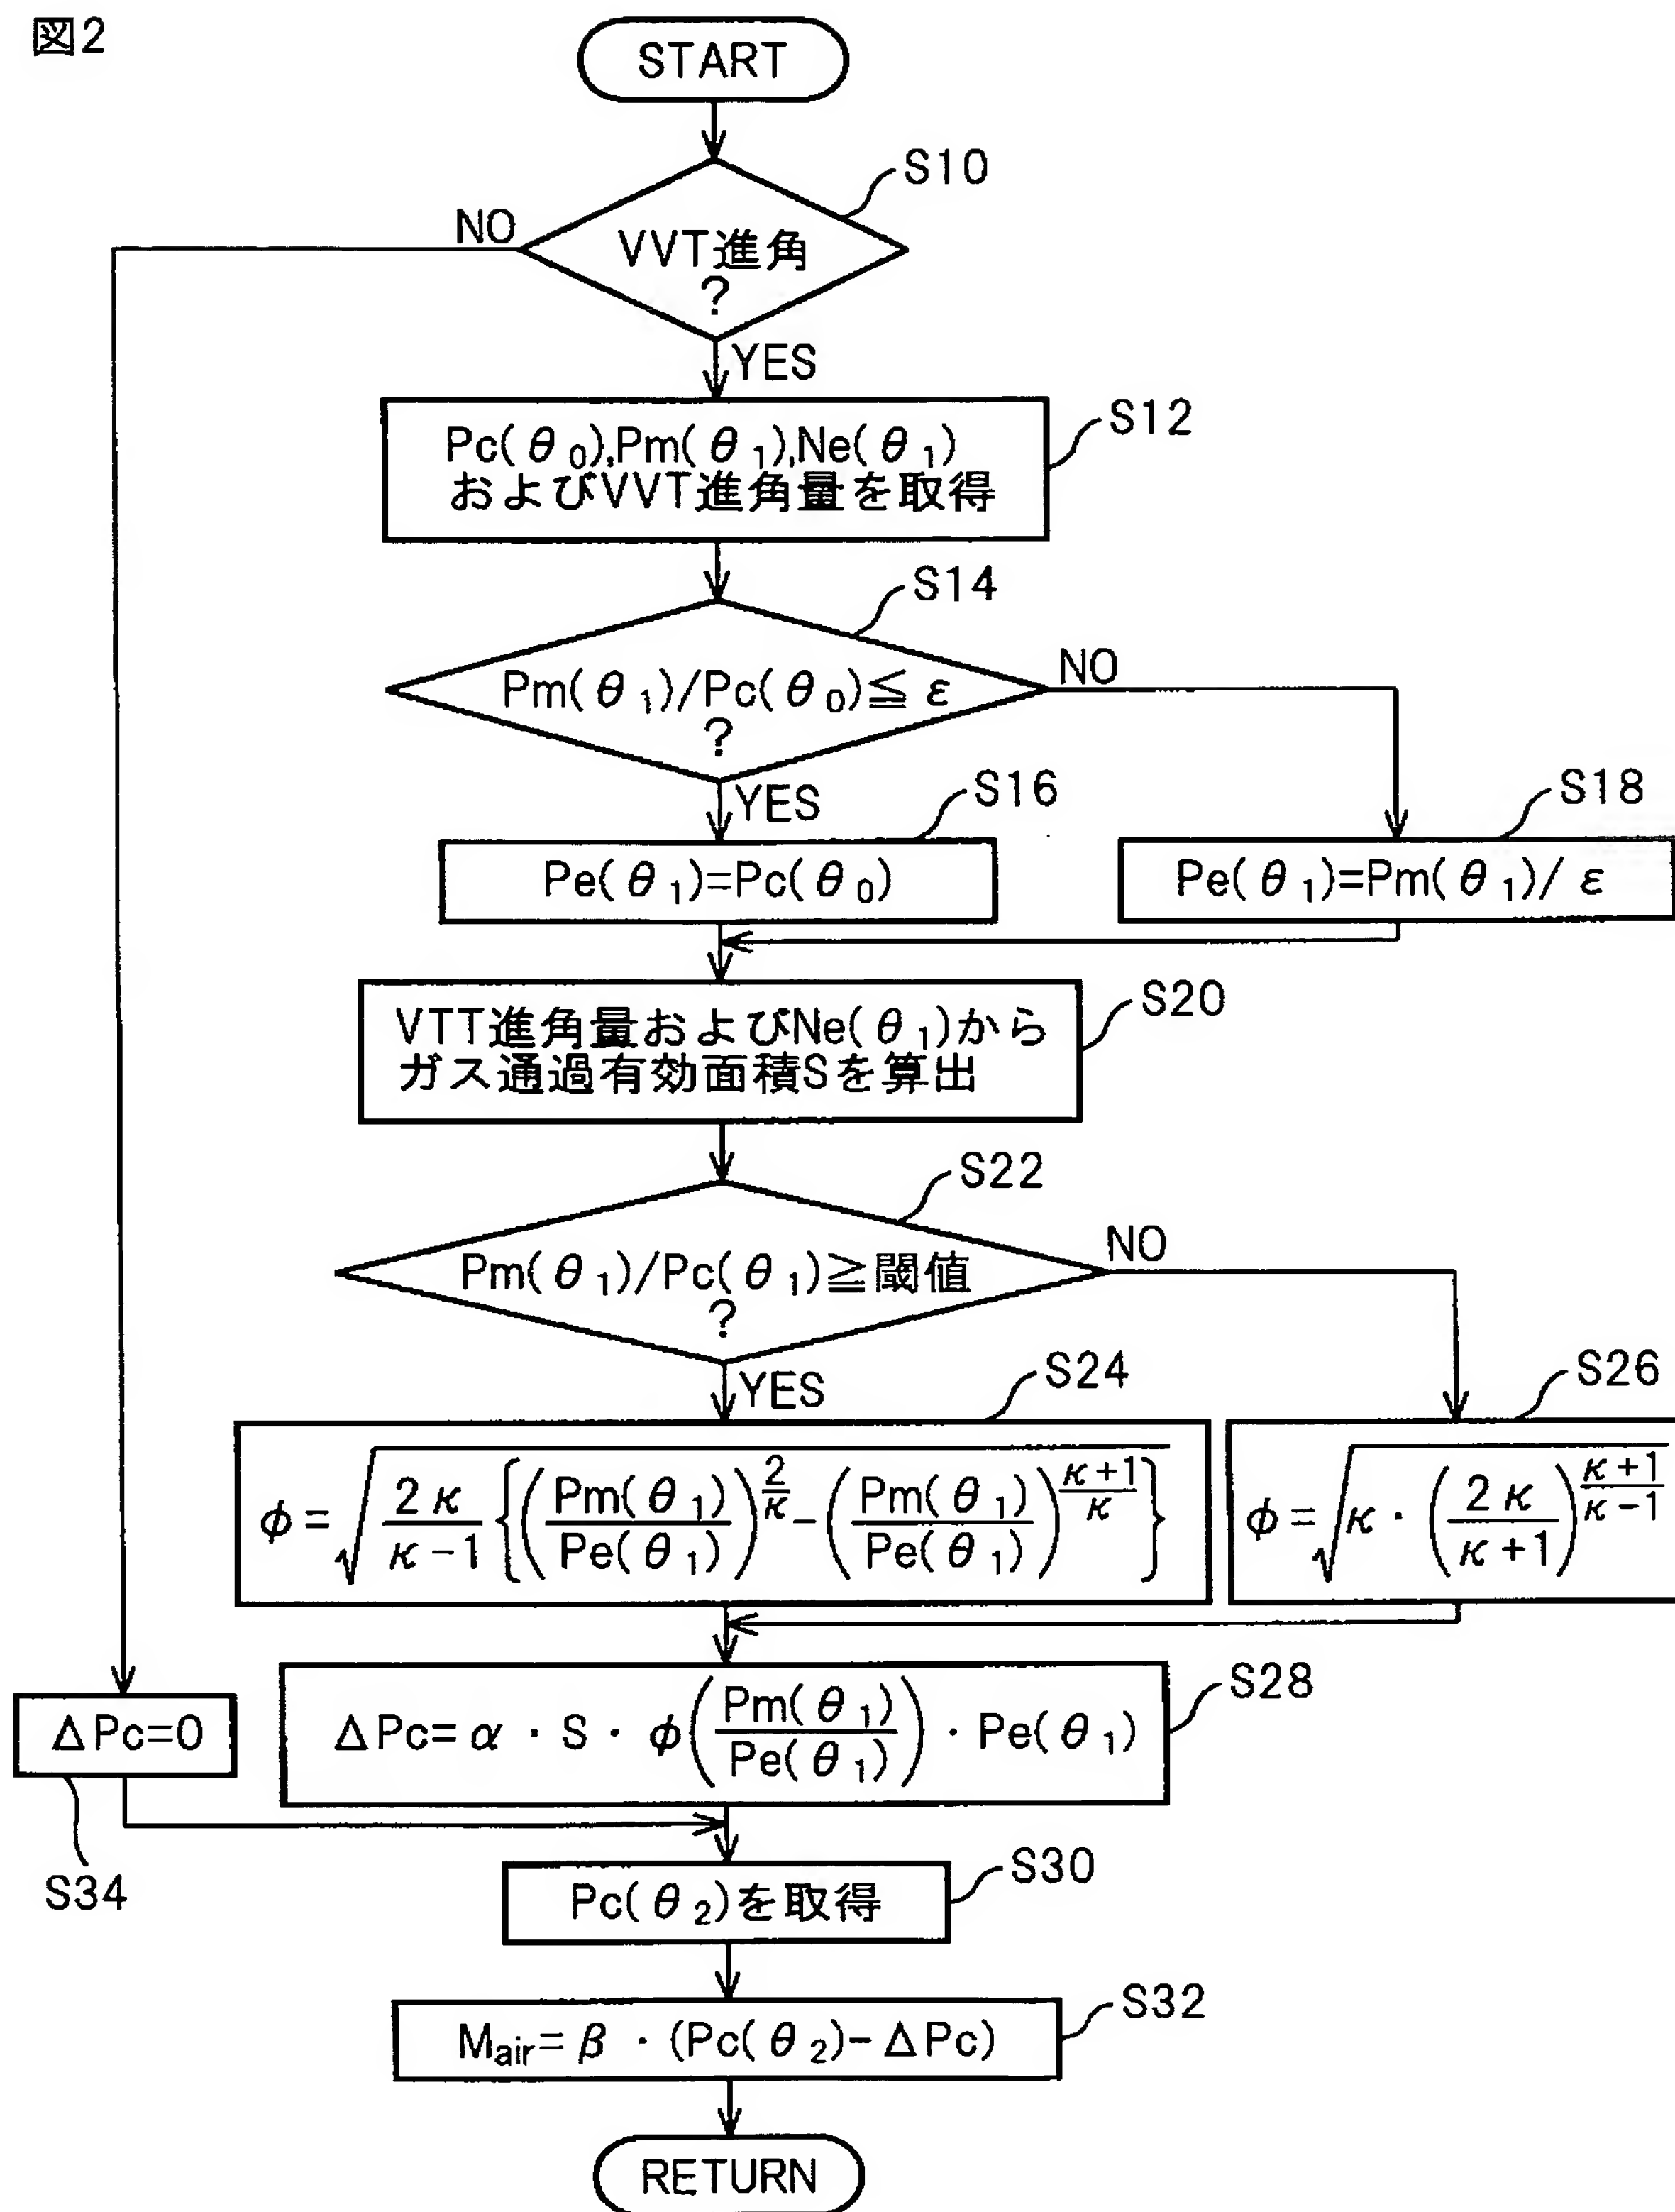 図2
START
S10
NO
VVT進角
?
YES
S12
Pc(θ₀),Pm(θ₁),Ne(θ₁)
およびVVT進角量を取得
S14
NO
Pm(θ₁)/Pc(θ₀)≦ε
?
YES
S16
S18
Pe(θ₁)=Pc(θ₀)
Pe(θ₁)=Pm(θ₁)/ε
S20
VTT進角量およびNe(θ₁)から
ガス通過有効面積Sを算出
S22
NO
Pm(θ₁)/Pc(θ₁)≧閾値
?
YES
S24
S26
φ=√(2κ/(κ-1){(Pm(θ₁)/Pe(θ₁))^(2/κ)-(Pm(θ₁)/Pe(θ₁))^((κ+1)/κ)})
φ=√(κ・(2κ/(κ+1))^((κ+1)/(κ-1)))
S28
ΔPc=0
ΔPc=α・S・φ(Pm(θ₁)/Pe(θ₁))・Pe(θ₁)
S34
S30
Pc(θ₂)を取得
S32
Mair=β・(Pc(θ₂)-ΔPc)
RETURN